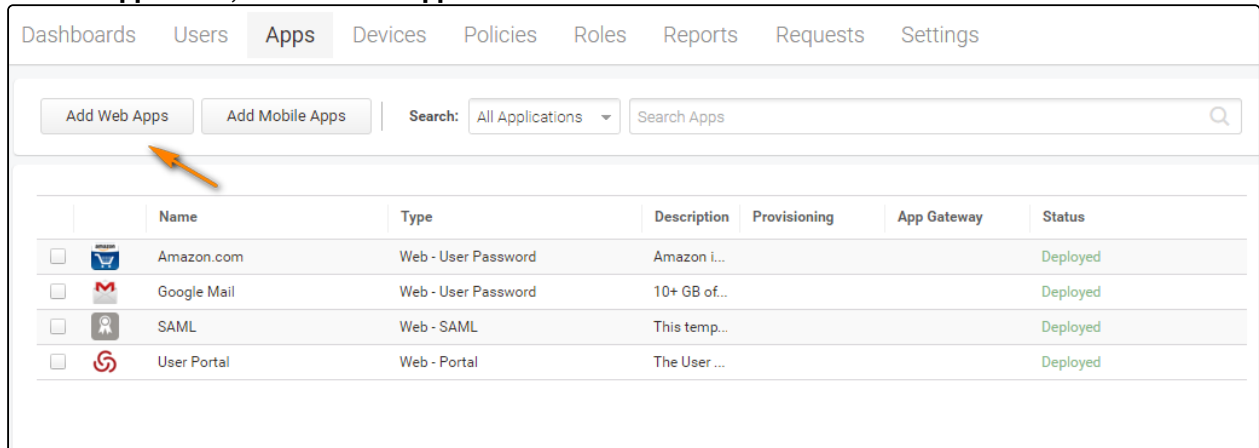 Dashboards Users Apps Devices Policies Roles Reports Requests Settings
Add Web Apps Add Mobile Apps Search: All Applications Search Apps
Name Type Description Provisioning App Gateway Status
Amazon.com Web - User Password Amazon i... Deployed
Google Mail Web - User Password 10+ GB of... Deployed
SAML Web - SAML This temp... Deployed
User Portal Web - Portal The User ... Deployed